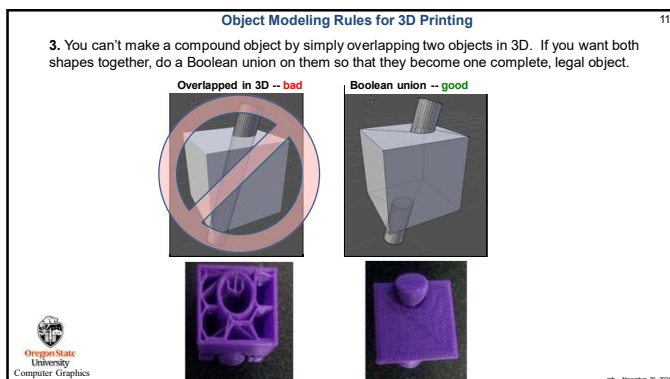 Object Modeling Rules for 3D Printing
11
3. You can't make a compound object by simply overlapping two objects in 3D. If you want both
shapes together, do a Boolean union on them so that they become one complete, legal object.
Overlapped in 3D -- bad
Boolean union -- good
Oregon State
University
Computer Graphics